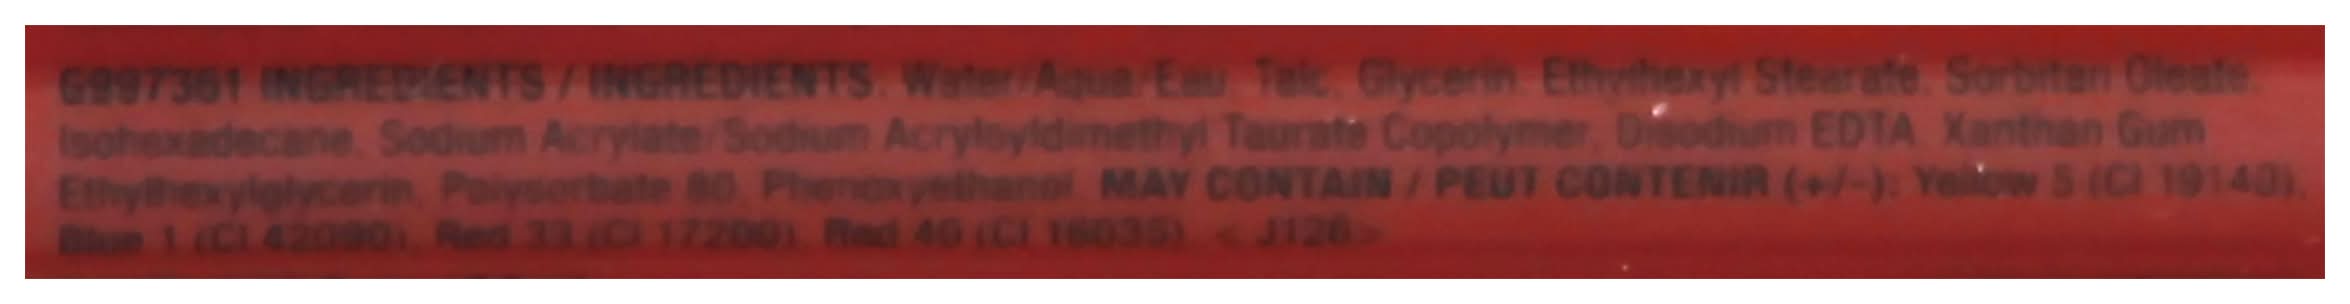 G997361 INGREDIENTS / INGREDIENTS: Water/Aqua/Eau, Talc, Glycerin, Ethylhexyl Stearate, Sorbitan Oleate,
Isohexadecane, Sodium Acrylate/Sodium Acryloyldimethyl Taurate Copolymer, Disodium EDTA, Xanthan Gum,
Ethylhexylglycerin, Polysorbate 80, Phenoxyethanol. MAY CONTAIN / PEUT CONTENIR (+/-): Yellow 5 (CI 19140),
Blue 1 (CI 42090), Red 33 (CI 17200), Red 40 (CI 16035). < J126>